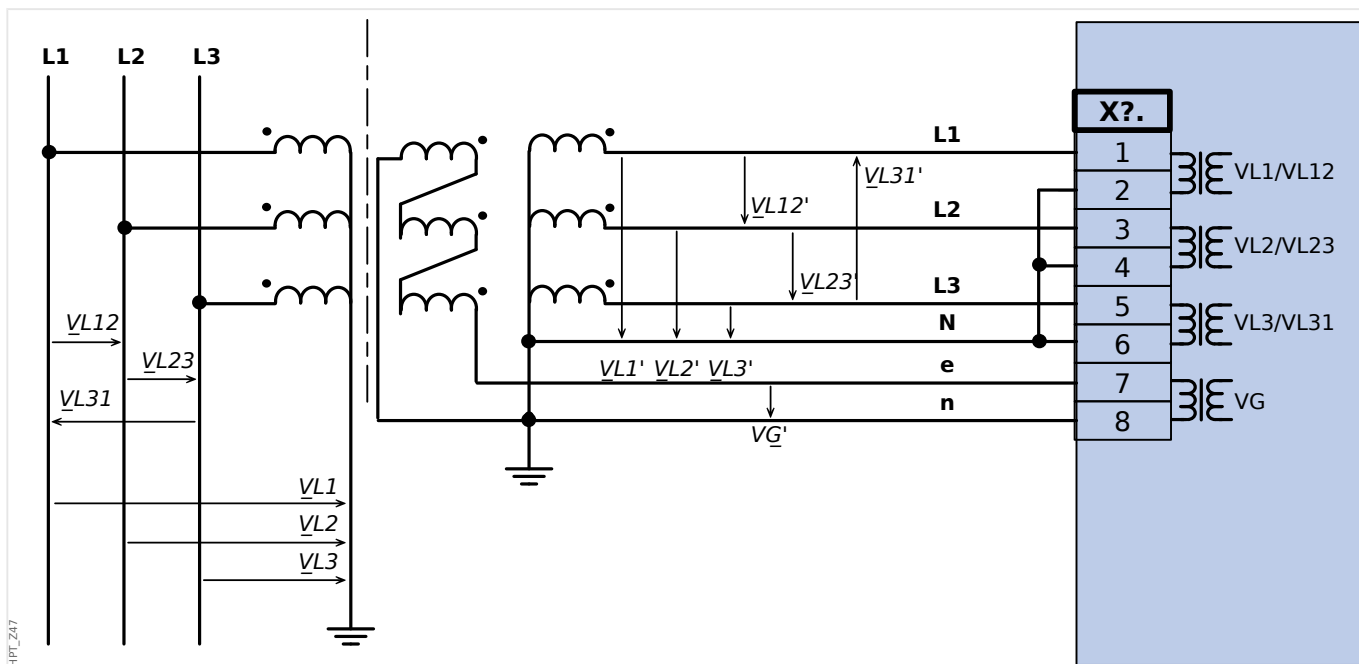 L1 L2 L3
X?.
L1
1
VL1/VL12
VL31'
2
VL12'
L2
3
VL2/VL23
4
VL23'
L3
5
VL3/VL31
N
6
VL12
VL23
VL1' VL2' VL3'
e
7
VL31
n
VG
8
VG'
VL1
VL2
VL3
HPT_Z47